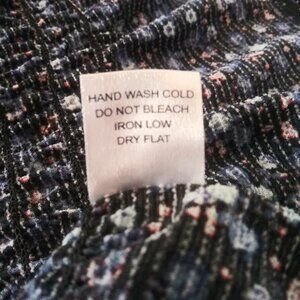 HAND WASH COLD
DO NOT BLEACH
IRON LOW
DRY FLAT